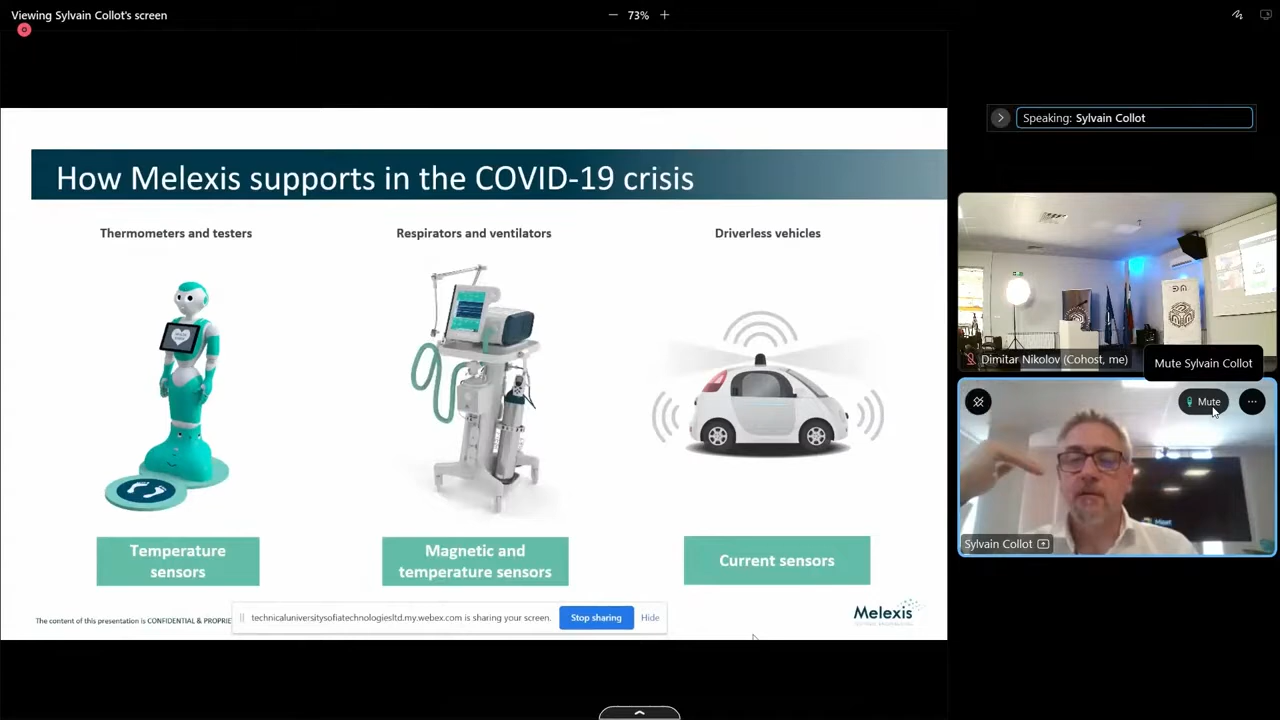 Viewing Sylvain Collot's screen
73%
Speaking: Sylvain Collot
How Melexis supports in the COVID-19 crisis
Thermometers and testers
Respirators and ventilators
Driverless vehicles
Dimitar Nikolov (Cohost, me)
Mute Sylvain Collot
Mute
Sylvain Collot
Temperature
sensors
Magnetic and
temperature sensors
Current sensors
The content of this presentation is CONFIDENTIAL & PROPRIE
technicaluniversitysofiatechnologiesltd.my.webex.com is sharing your screen.
Stop sharing
Hide
Melexis